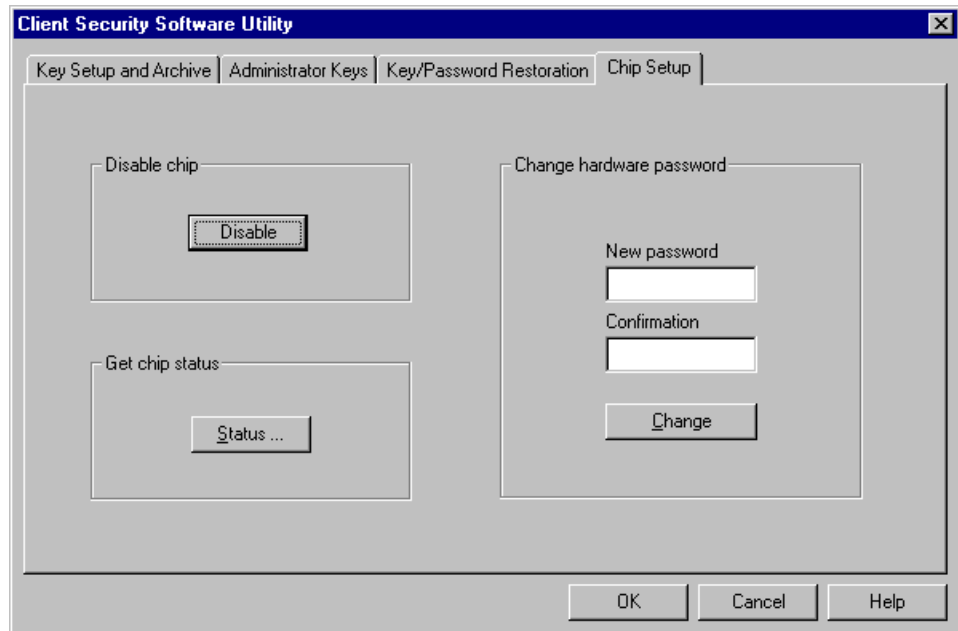 Client Security Software Utility
Key Setup and Archive
Administrator Keys
Key/Password Restoration
Chip Setup
Disable chip
Disable
Get chip status
Status ...
Change hardware password
New password
Confirmation
Change
OK
Cancel
Help